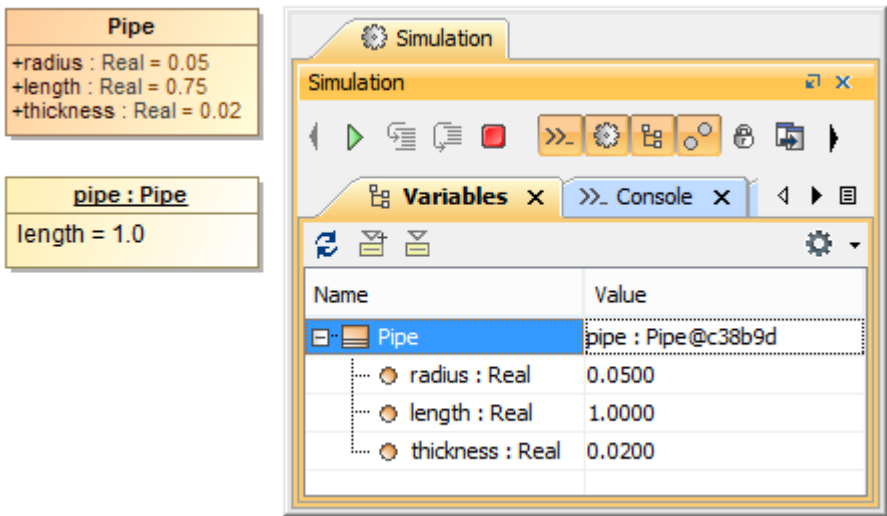 Pipe
+radius : Real = 0.05
+length : Real = 0.75
+thickness : Real = 0.02
pipe : Pipe
length = 1.0
Simulation
Simulation
Variables
Console
Name Value
Pipe pipe : Pipe@c38b9d
radius : Real 0.0500
length : Real 1.0000
thickness : Real 0.0200